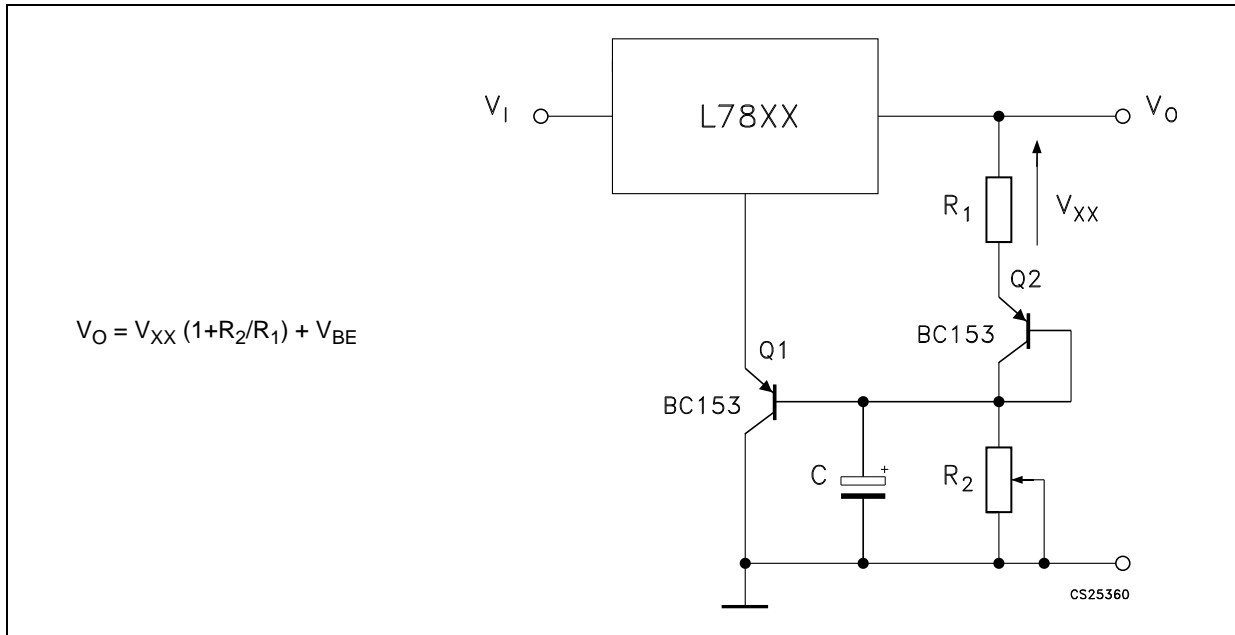 L78XX
V_I
V_O
R_1
V_XX
Q2
BC153
V_O = V_XX (1+R_2/R_1) + V_BE
Q1
BC153
C
+
R_2
CS25360